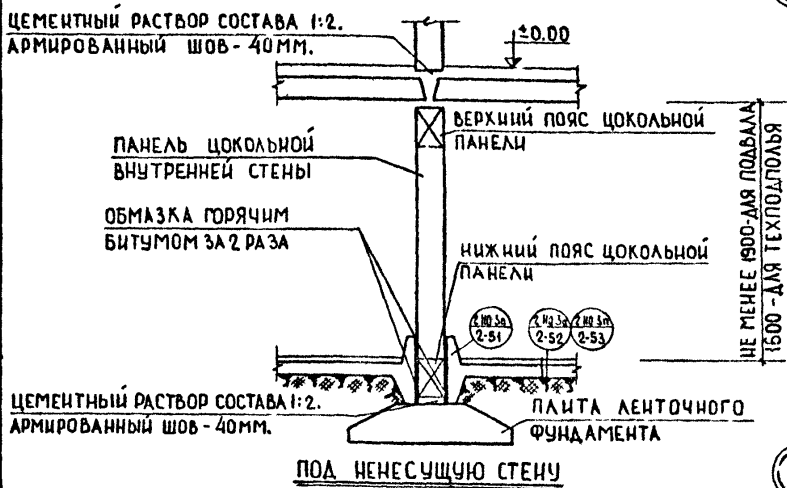 ЦЕМЕНТНЫЙ РАСТВОР СОСТАВА 1:2.
АРМИРОВАННЫЙ ШОВ - 40ММ.
±0.00
ВЕРХНИЙ ПОЯС ЦОКОЛЬНОЙ
ПАНЕЛИ
ПАНЕЛЬ ЦОКОЛЬНОЙ
ВНУТРЕННЕЙ СТЕНЫ
ОБМАЗКА ГОРЯЧИМ
БИТУМОМ ЗА 2 РАЗА
НИЖНИЙ ПОЯС ЦОКОЛЬНОЙ
ПАНЕЛИ
НЕ МЕНЕЕ 1900-ДЛЯ ПОДВАЛА
1600-ДЛЯ ТЕХПОДПОЛЬЯ
2-51
2-52
2-53
ЦЕМЕНТНЫЙ РАСТВОР СОСТАВА 1:2.
АРМИРОВАННЫЙ ШОВ - 40ММ.
ПЛИТА ЛЕНТОЧНОГО
ФУНДАМЕНТА
ПОД НЕНЕСУЩУЮ СТЕНУ